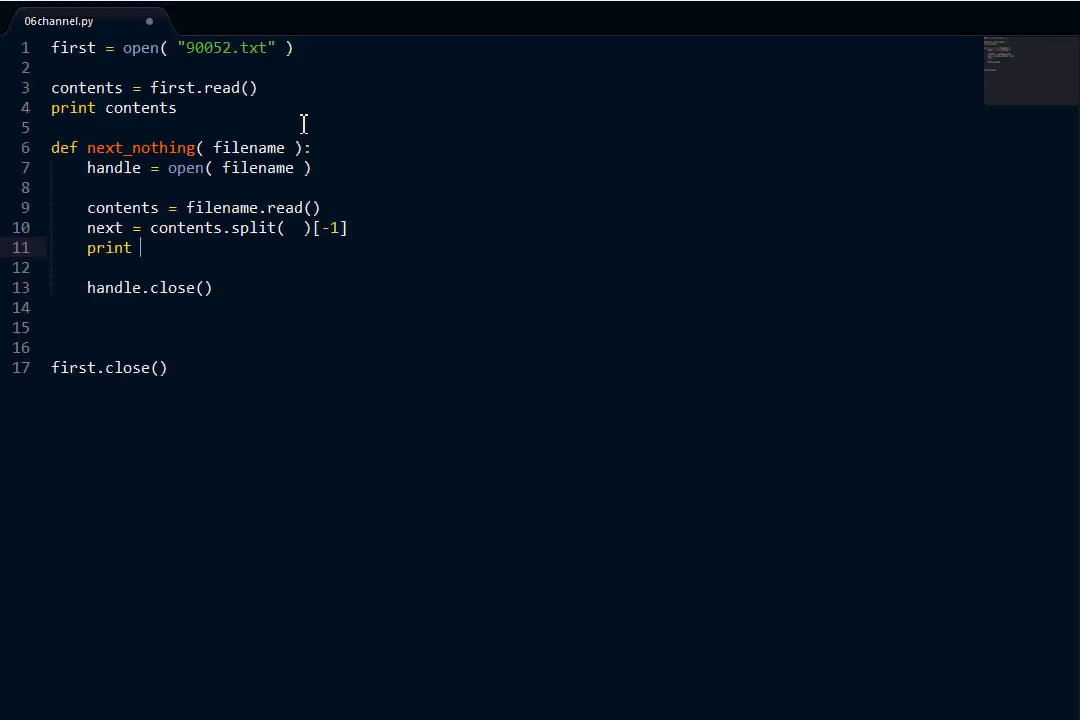 06channel.py
1 first = open( "90052.txt" )
2
3 contents = first.read()
4 print contents
5
6 def next_nothing( filename ):
7     handle = open( filename )
8
9     contents = filename.read()
10     next = contents.split(  )[-1]
11     print
12
13     handle.close()
14
15
16
17 first.close()